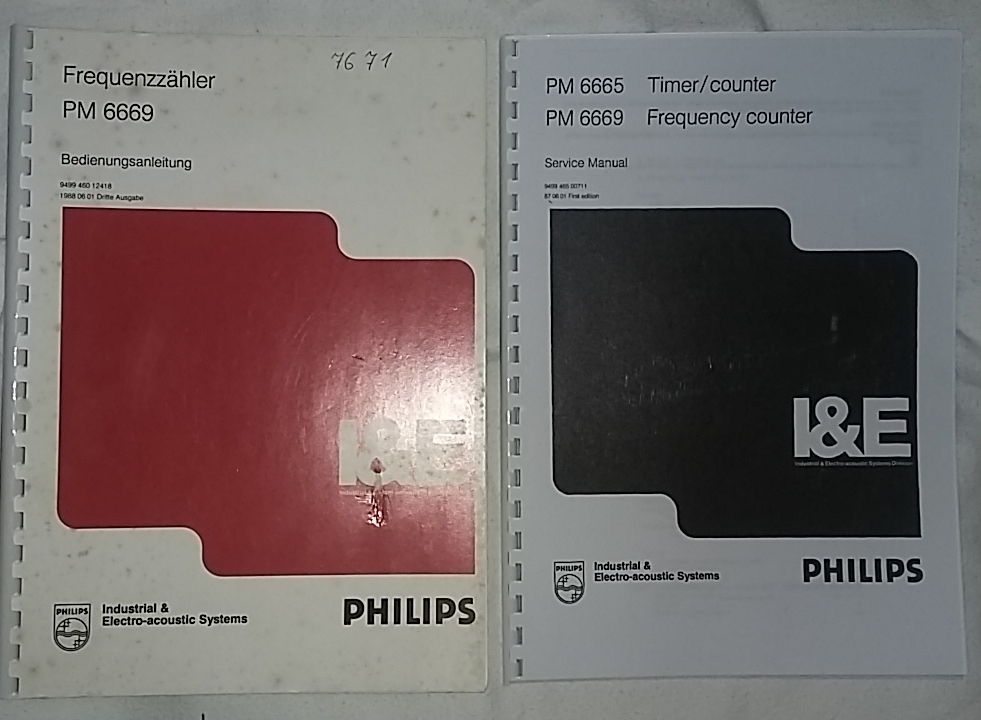 7671
Frequenzzähler
PM 6669
Bedienungsanleitung
9499 460 12418
1988 06 01 Dritte Ausgabe
I&E
PHILIPS
Industrial &
Electro-acoustic Systems
PHILIPS
PM 6665 Timer/counter
PM 6669 Frequency counter
Service Manual
9499 465 00711
87 06 01 First edition
I&E
Industrial & Electro-acoustic Systems Division
PHILIPS
Industrial &
Electro-acoustic Systems
PHILIPS